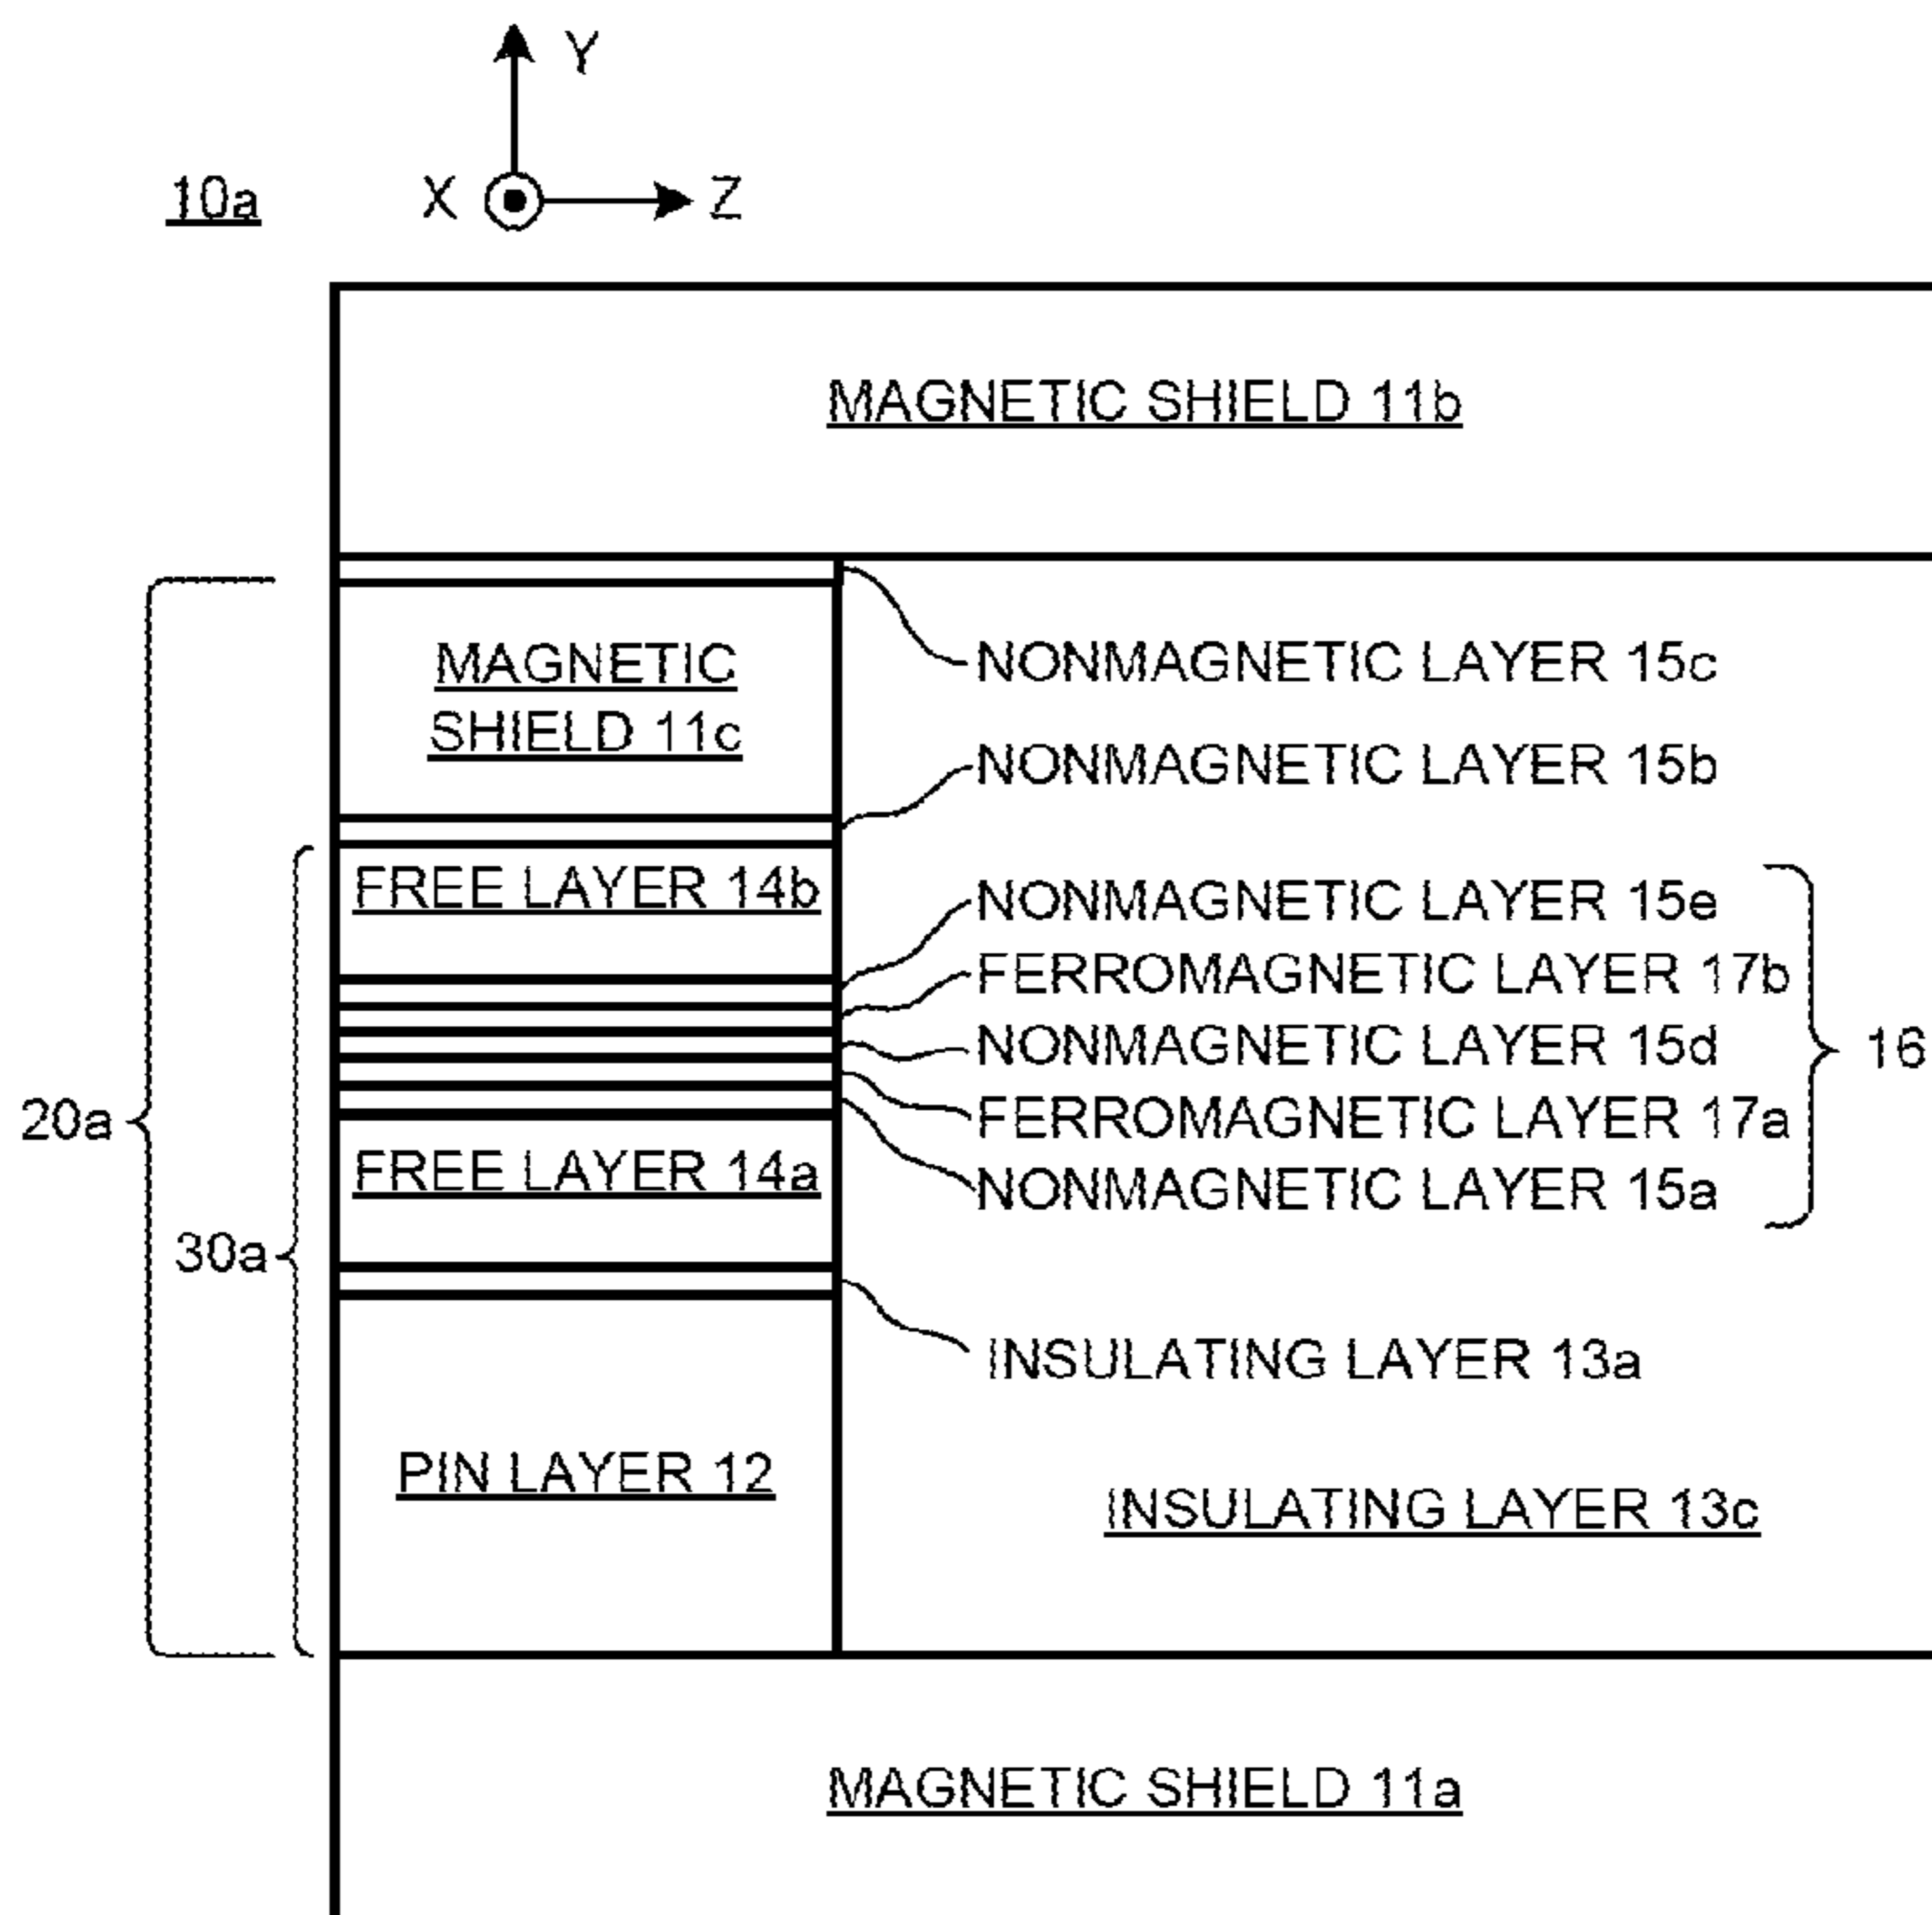 Y
10a
X
Z
MAGNETIC SHIELD 11b
MAGNETIC
SHIELD 11c
NONMAGNETIC LAYER 15c
NONMAGNETIC LAYER 15b
FREE LAYER 14b
NONMAGNETIC LAYER 15e
FERROMAGNETIC LAYER 17b
NONMAGNETIC LAYER 15d
16
FERROMAGNETIC LAYER 17a
20a
FREE LAYER 14a
NONMAGNETIC LAYER 15a
30a
INSULATING LAYER 13a
PIN LAYER 12
INSULATING LAYER 13c
MAGNETIC SHIELD 11a